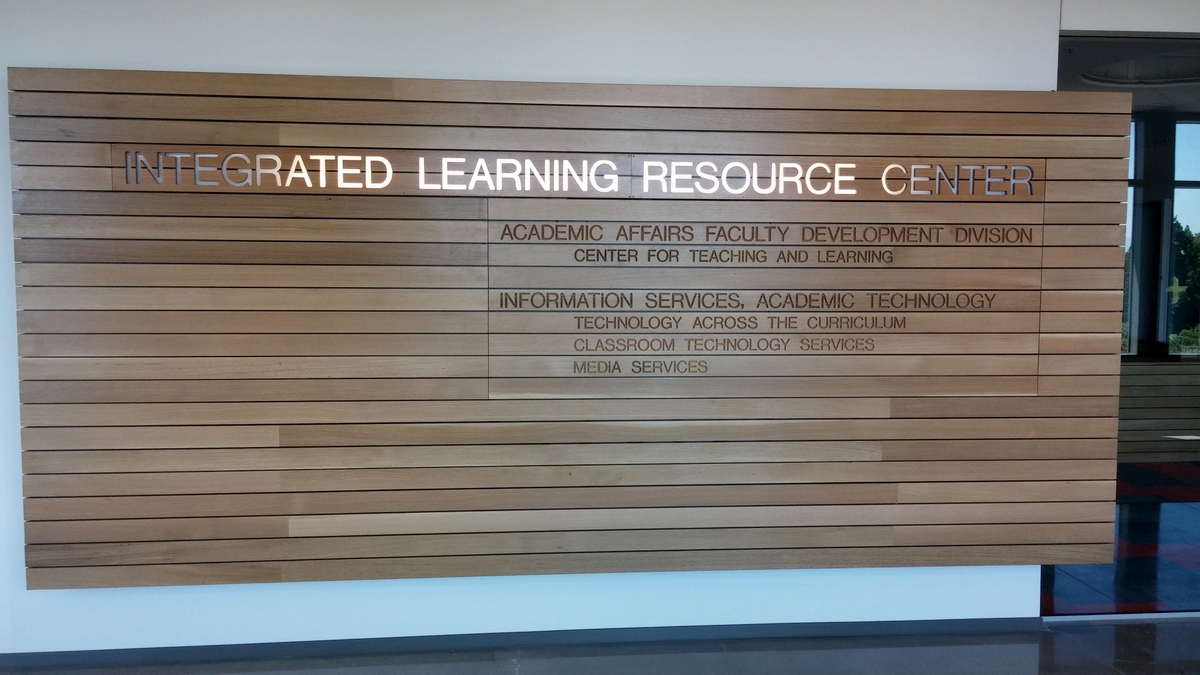 INTEGRATED LEARNING RESOURCE CENTER
ACADEMIC AFFAIRS FACULTY DEVELOPMENT DIVISION
CENTER FOR TEACHING AND LEARNING
INFORMATION SERVICES, ACADEMIC TECHNOLOGY
TECHNOLOGY ACROSS THE CURRICULUM
CLASSROOM TECHNOLOGY SERVICES
MEDIA SERVICES